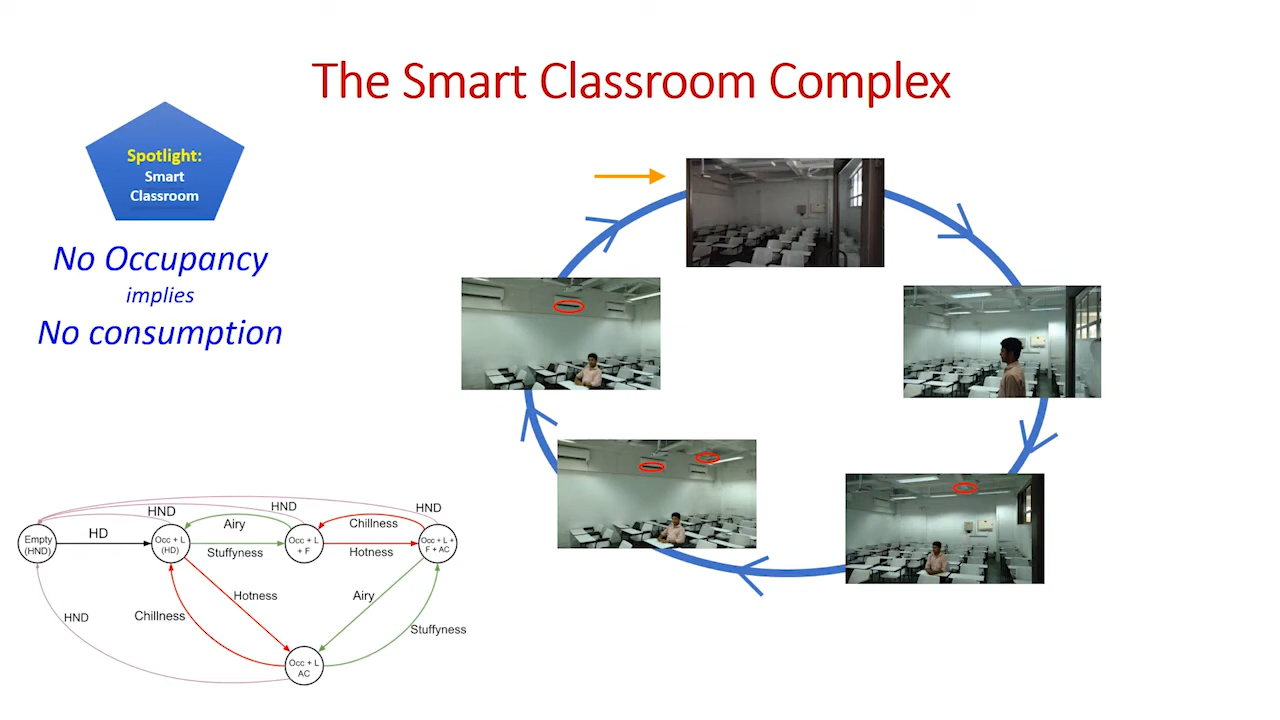 The Smart Classroom Complex
Spotlight:
Smart
Classroom
No Occupancy
implies
No consumption
HND
HND
HND
HD
Airy
Chillness
Empty
(HND)
Occ + L
(HD)
Occ + L
+ F
Occ + L +
F + AC
Stuffyness
Hotness
Hotness
Airy
Chillness
HND
Stuffyness
Occ + L
AC